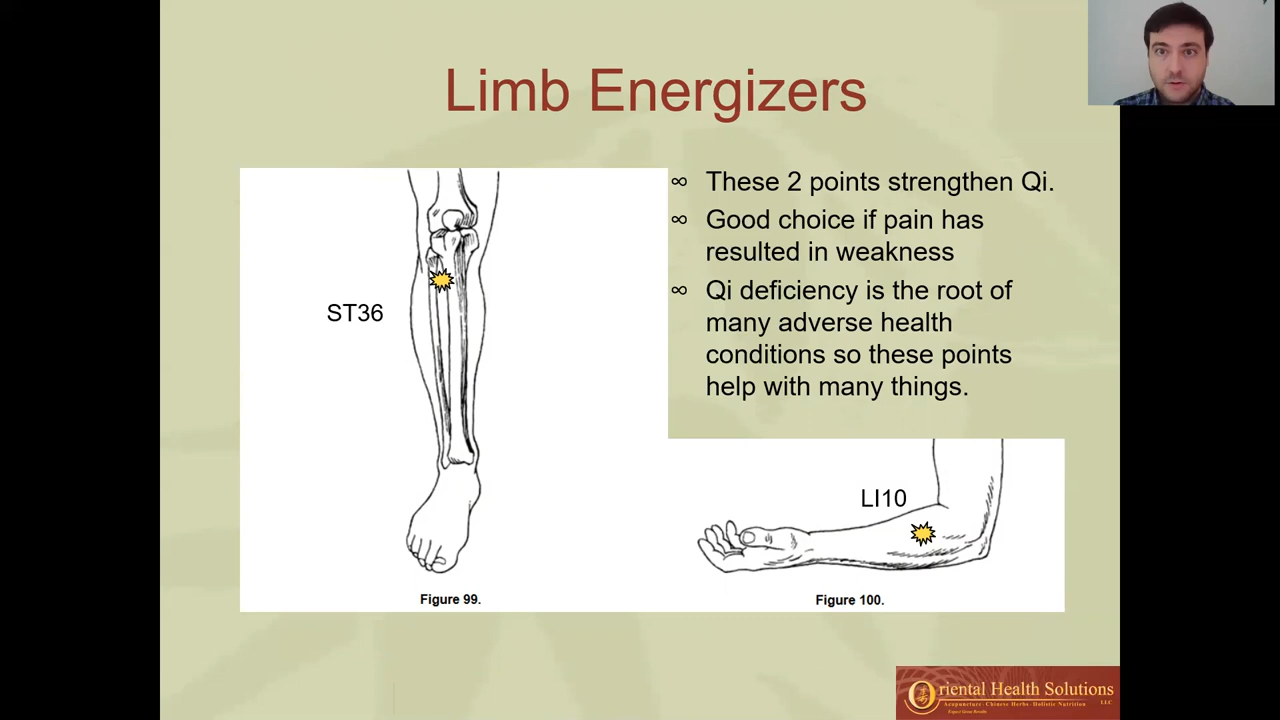 Limb Energizers
∞ These 2 points strengthen Qi.
∞ Good choice if pain has
resulted in weakness
∞ Qi deficiency is the root of
many adverse health
conditions so these points
help with many things.
ST36
LI10
Figure 99.
Figure 100.
Oriental Health Solutions
LLC
Acupuncture · Chinese Herbs · Holistic Nutrition
Expect Great Results